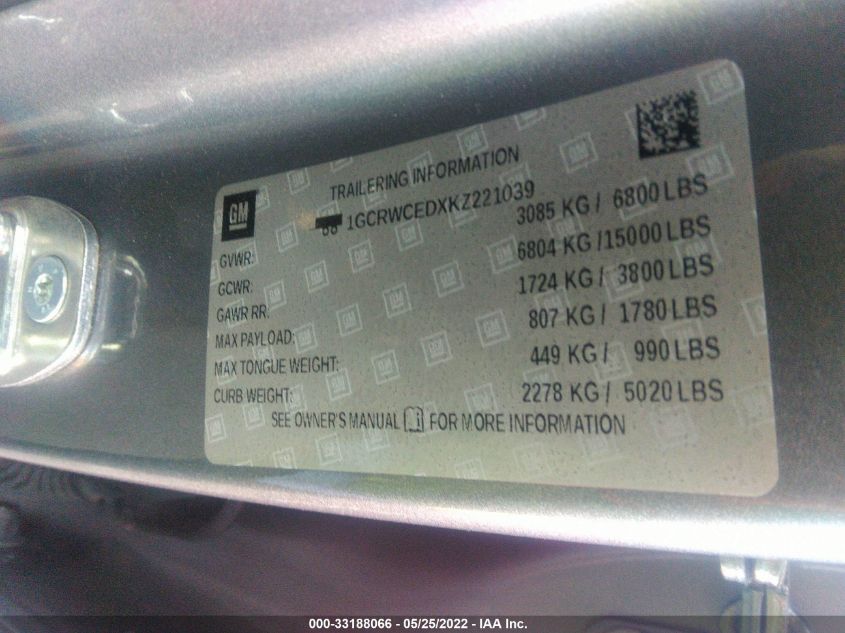 TRAILERING INFORMATION
GM
1GCRWCEDXKZ221039
GVWR: 3085 KG / 6800 LBS
GCWR: 6804 KG /15000 LBS
GAWR RR: 1724 KG / 3800 LBS
MAX PAYLOAD: 807 KG / 1780 LBS
MAX TONGUE WEIGHT: 449 KG / 990 LBS
CURB WEIGHT: 2278 KG / 5020 LBS
SEE OWNER'S MANUAL i FOR MORE INFORMATION
000-33188066 - 05/25/2022 - IAA Inc.